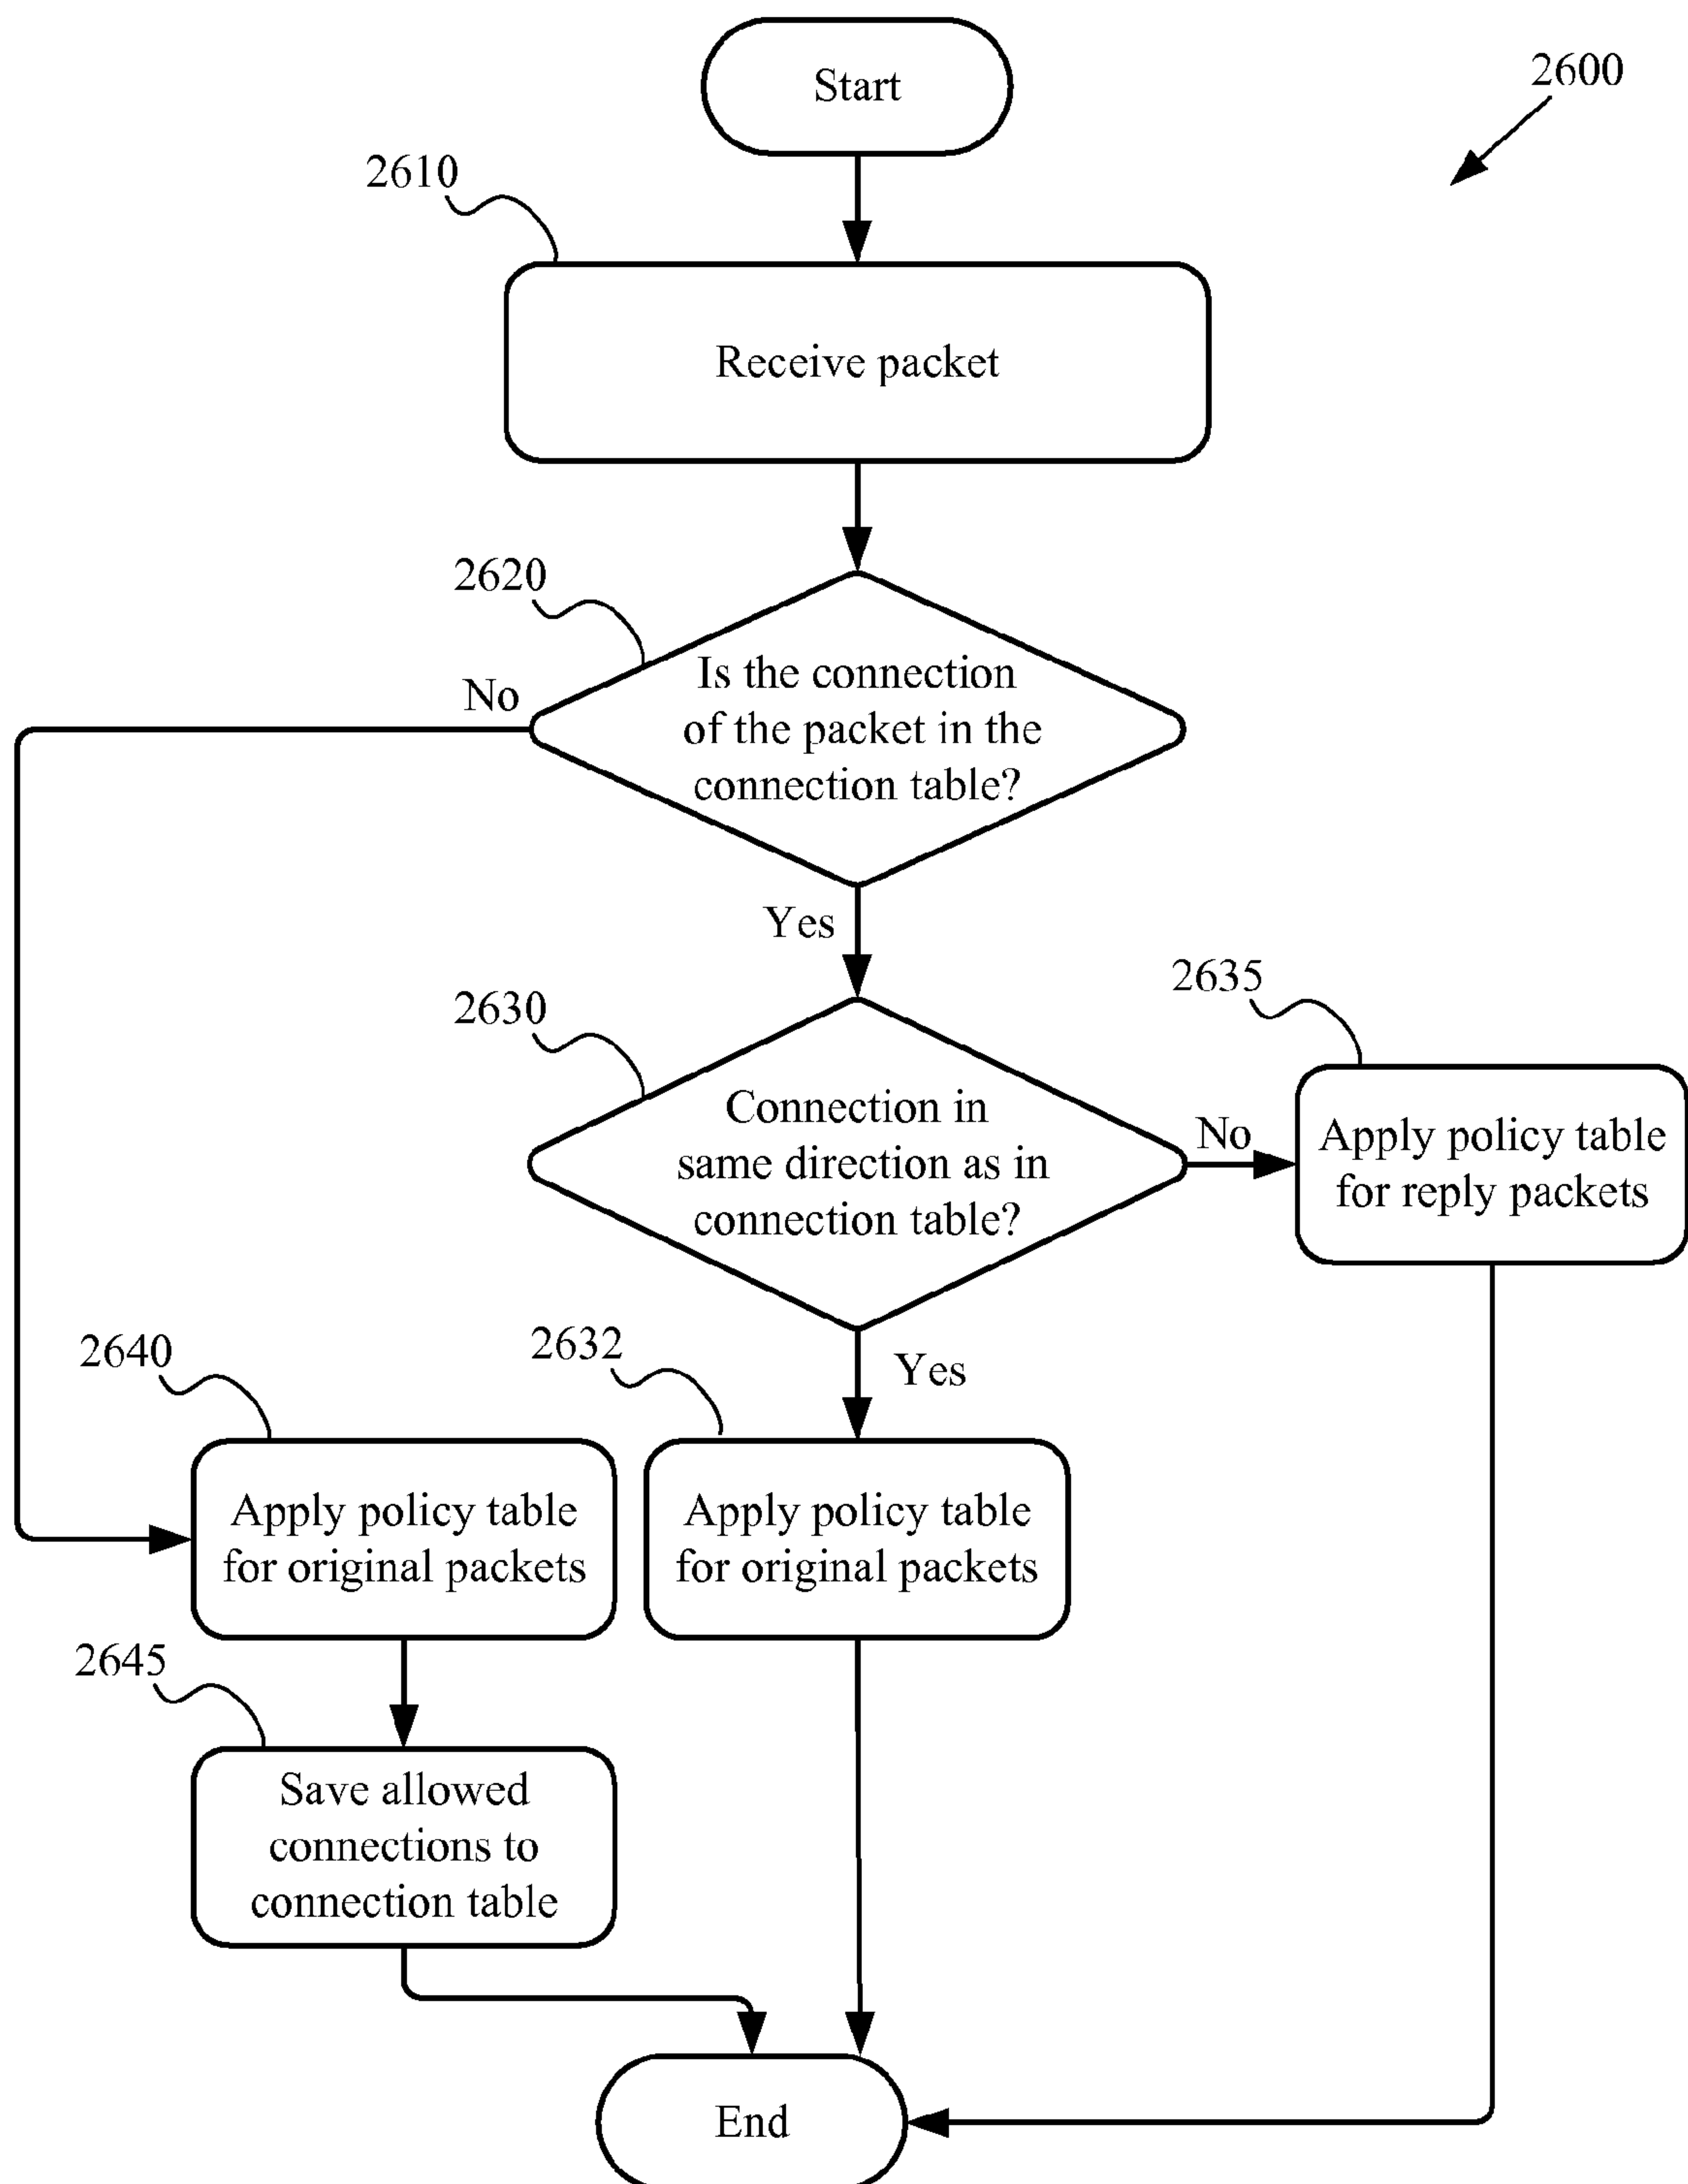 Start
2600
2610
Receive packet
2620
Is the connection
of the packet in the
connection table?
No
Yes
2630
Connection in
same direction as in
connection table?
No
2635
Apply policy table
for reply packets
Yes
2640
Apply policy table
for original packets
2632
Apply policy table
for original packets
2645
Save allowed
connections to
connection table
End